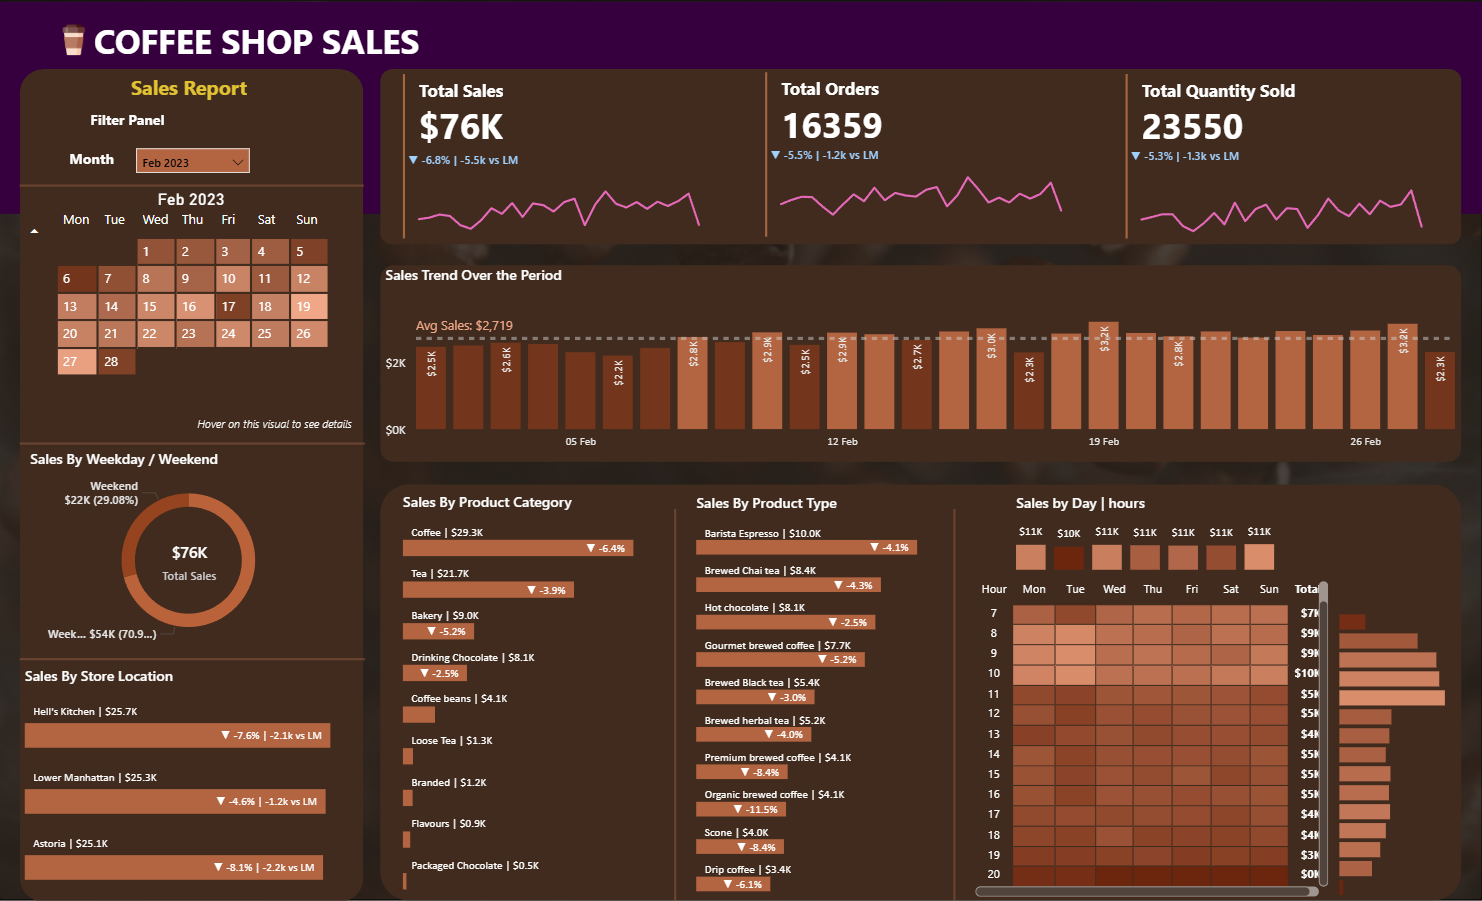 COFFEE SHOP SALES
Sales Report
Filter Panel
Month Feb 2023
Feb 2023
Mon Tue Wed Thu Fri Sat Sun
1 2 3 4 5
6 7 8 9 10 11 12
13 14 15 16 17 18 19
20 21 22 23 24 25 26
27 28
Hover on this visual to see details
Sales By Weekday / Weekend
Weekend
$22K (29.08%)
$76K
Total Sales
Week... $54K (70.9...)
Sales By Store Location
Hell's Kitchen | $25.7K
▼ -7.6% | -2.1k vs LM
Lower Manhattan | $25.3K
▼ -4.6% | -1.2k vs LM
Astoria | $25.1K
▼ -8.1% | -2.2k vs LM
Total Sales
$76K
▼ -6.8% | -5.5k vs LM
Total Orders
16359
▼ -5.5% | -1.2k vs LM
Total Quantity Sold
23550
▼ -5.3% | -1.3k vs LM
Sales Trend Over the Period
Avg Sales: $2,719
$2K
$0K
$2.5K $2.6K $2.2K $2.8K $2.9K $2.5K $2.9K $2.7K $3.0K $2.3K $3.2K $2.8K $3.2K $2.3K
05 Feb 12 Feb 19 Feb 26 Feb
Sales By Product Category
Coffee | $29.3K
▼ -6.4%
Tea | $21.7K
▼ -3.9%
Bakery | $9.0K
▼ -5.2%
Drinking Chocolate | $8.1K
▼ -2.5%
Coffee beans | $4.1K
Loose Tea | $1.3K
Branded | $1.2K
Flavours | $0.9K
Packaged Chocolate | $0.5K
Sales By Product Type
Barista Espresso | $10.0K
▼ -4.1%
Brewed Chai tea | $8.4K
▼ -4.3%
Hot chocolate | $8.1K
▼ -2.5%
Gourmet brewed coffee | $7.7K
▼ -5.2%
Brewed Black tea | $5.4K
▼ -3.0%
Brewed herbal tea | $5.2K
▼ -4.0%
Premium brewed coffee | $4.1K
▼ -8.4%
Organic brewed coffee | $4.1K
▼ -11.5%
Scone | $4.0K
▼ -8.4%
Drip coffee | $3.4K
▼ -6.1%
Sales by Day | hours
$11K $10K $11K $11K $11K $11K $11K
Hour Mon Tue Wed Thu Fri Sat Sun Total
7 $7K
8 $9K
9 $9K
10 $10K
11 $5K
12 $5K
13 $4K
14 $5K
15 $5K
16 $5K
17 $4K
18 $4K
19 $3K
20 $0K